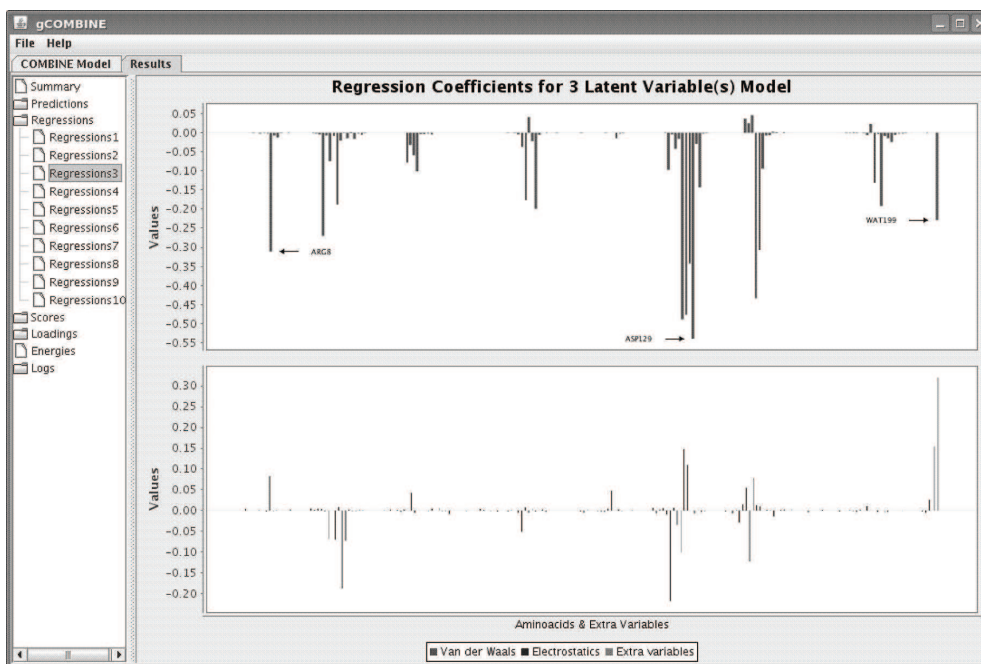 gCOMBINE
File Help
COMBINE Model Results
Summary
Predictions
Regressions
Regressions1
Regressions2
Regressions3
Regressions4
Regressions5
Regressions6
Regressions7
Regressions8
Regressions9
Regressions10
Scores
Loadings
Energies
Logs
Regression Coefficients for 3 Latent Variable(s) Model
Values
0.05
0.00
-0.05
-0.10
-0.15
-0.20
-0.25
-0.30
-0.35
-0.40
-0.45
-0.50
-0.55
ARG8
ASP129
WAT199
Values
0.30
0.25
0.20
0.15
0.10
0.05
0.00
-0.05
-0.10
-0.15
-0.20
Aminoacids & Extra Variables
Van der Waals Electrostatics Extra variables